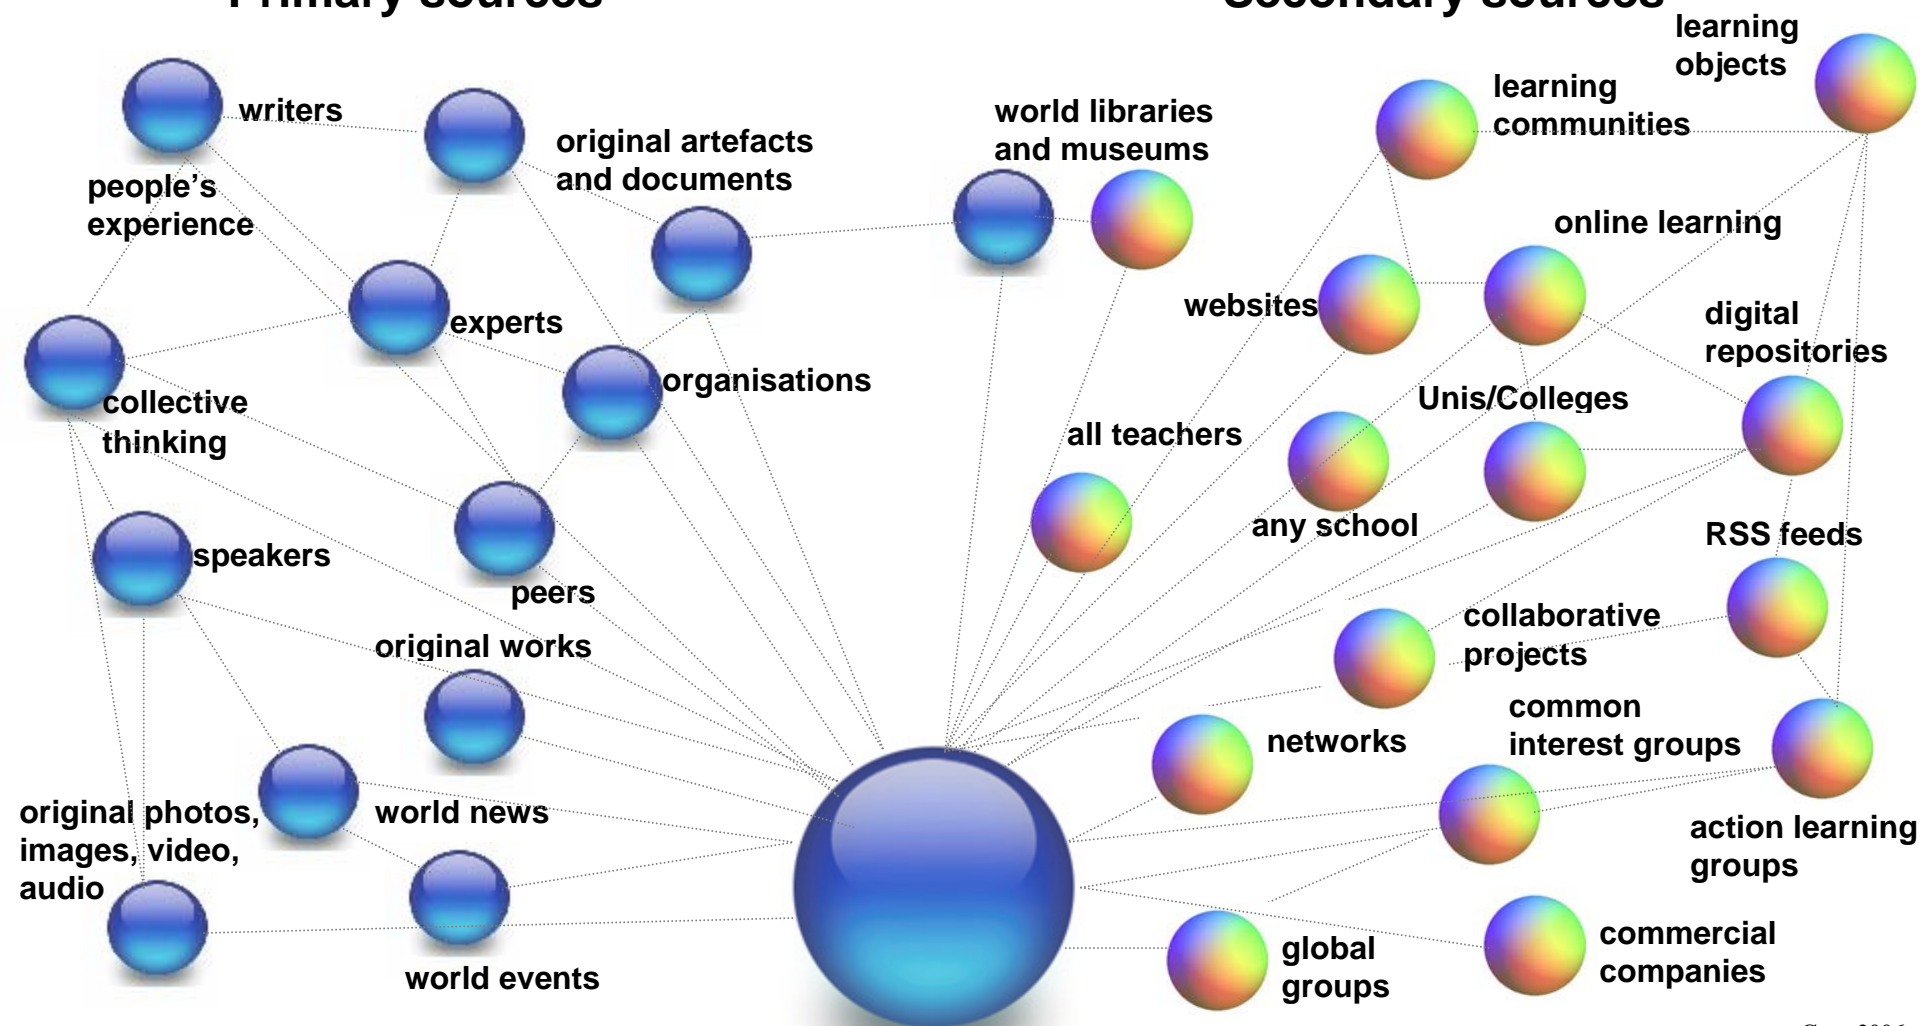 Primary sources
Secondary sources
learning
objects
learning
communities
writers
world libraries
and museums
original artefacts
and documents
people's
experience
online learning
websites
digital
repositories
experts
organisations
collective
thinking
Unis/Colleges
all teachers
any school
RSS feeds
speakers
peers
collaborative
projects
original works
common
interest groups
networks
original photos,
images, video,
audio
world news
action learning
groups
global
groups
commercial
companies
world events